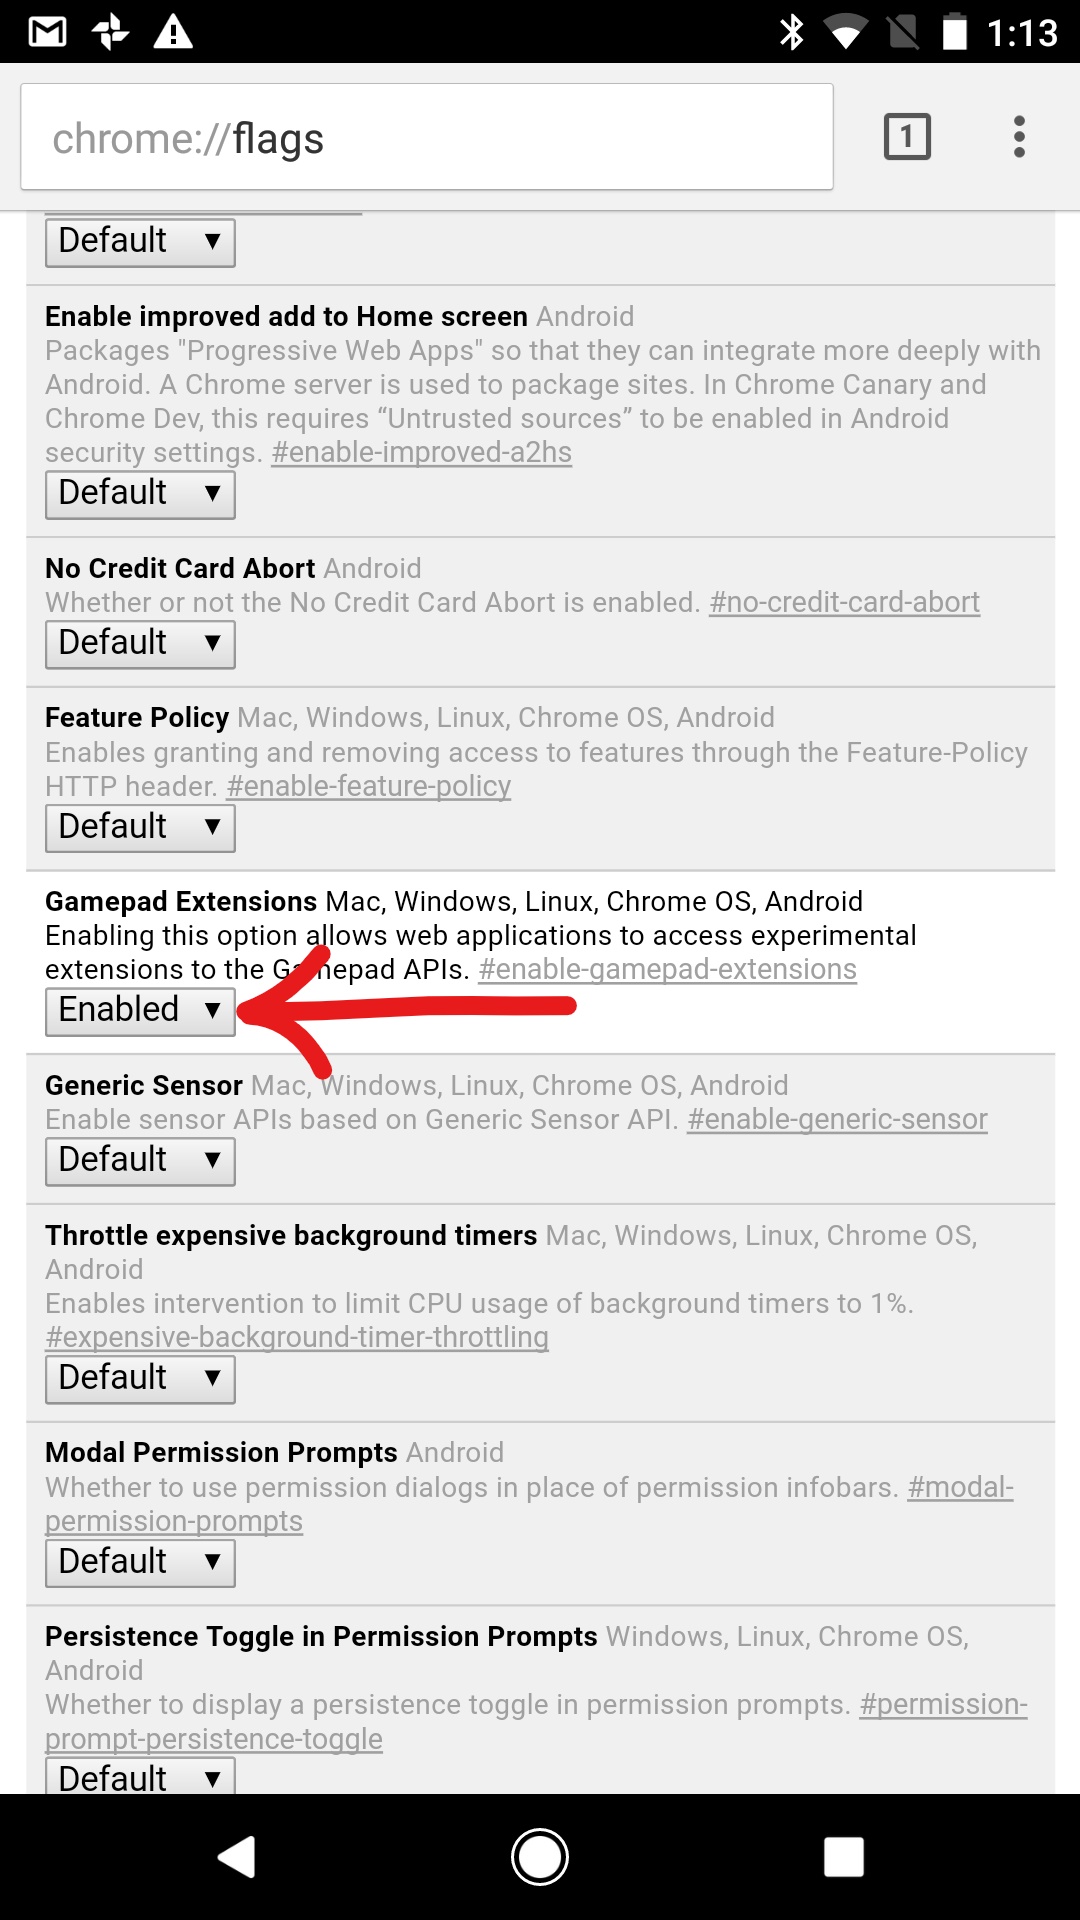 1:13
chrome://flags
1
Default ▼
Enable improved add to Home screen Android
Packages "Progressive Web Apps" so that they can integrate more deeply with
Android. A Chrome server is used to package sites. In Chrome Canary and
Chrome Dev, this requires “Untrusted sources” to be enabled in Android
security settings. #enable-improved-a2hs
Default ▼
No Credit Card Abort Android
Whether or not the No Credit Card Abort is enabled. #no-credit-card-abort
Default ▼
Feature Policy Mac, Windows, Linux, Chrome OS, Android
Enables granting and removing access to features through the Feature-Policy
HTTP header. #enable-feature-policy
Default ▼
Gamepad Extensions Mac, Windows, Linux, Chrome OS, Android
Enabling this option allows web applications to access experimental
extensions to the Gamepad APIs. #enable-gamepad-extensions
Enabled ▼
Generic Sensor Mac, Windows, Linux, Chrome OS, Android
Enable sensor APIs based on Generic Sensor API. #enable-generic-sensor
Default ▼
Throttle expensive background timers Mac, Windows, Linux, Chrome OS,
Android
Enables intervention to limit CPU usage of background timers to 1%.
#expensive-background-timer-throttling
Default ▼
Modal Permission Prompts Android
Whether to use permission dialogs in place of permission infobars. #modal-
permission-prompts
Default ▼
Persistence Toggle in Permission Prompts Windows, Linux, Chrome OS,
Android
Whether to display a persistence toggle in permission prompts. #permission-
prompt-persistence-toggle
Default ▼